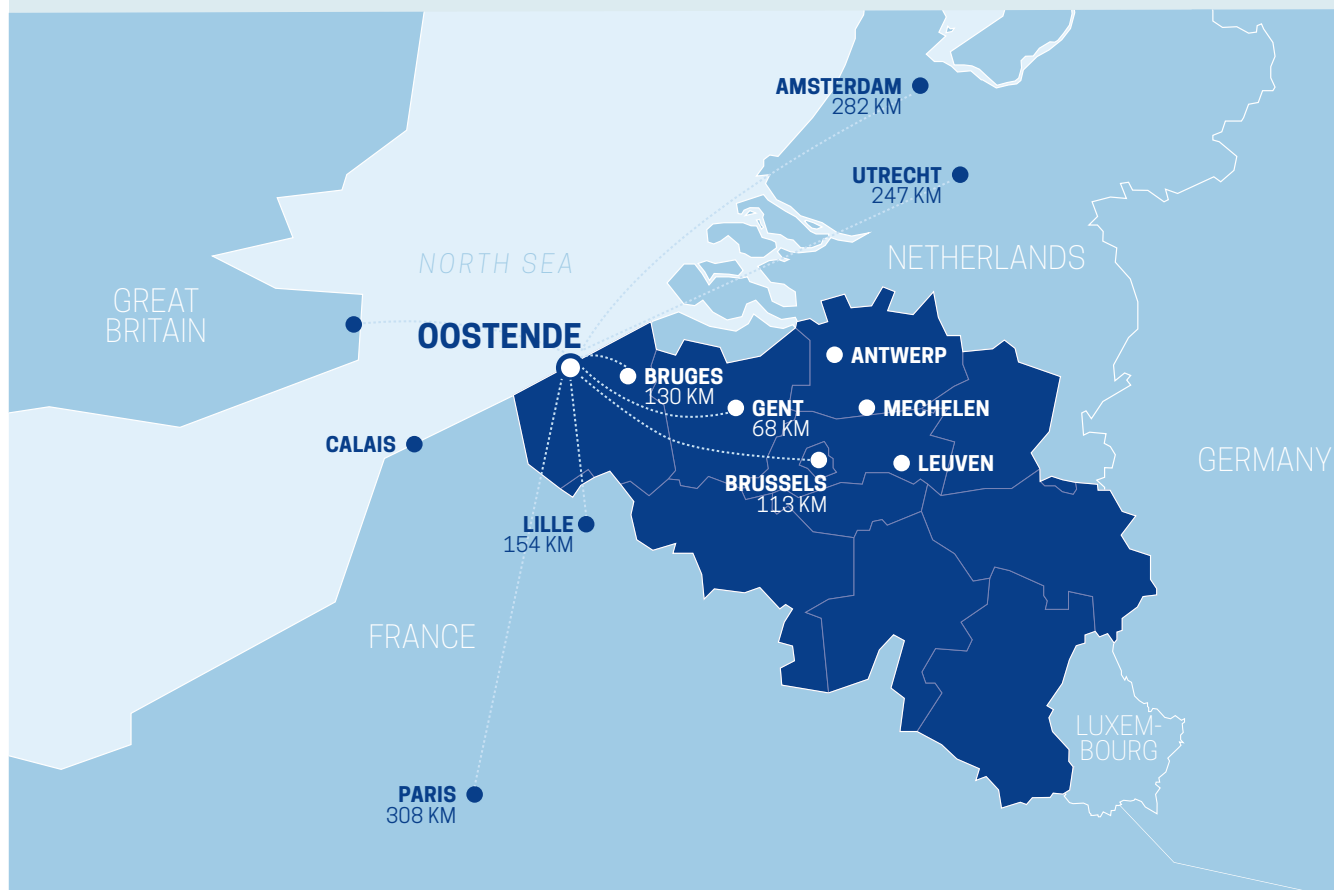 AMSTERDAM
282 KM
UTRECHT
247 KM
NORTH SEA
NETHERLANDS
GREAT
BRITAIN
OOSTENDE
ANTWERP
BRUGES
130 KM
GENT
68 KM
MECHELEN
CALAIS
GERMANY
LEUVEN
BRUSSELS
113 KM
LILLE
154 KM
FRANCE
LUXEM-
BOURG
PARIS
308 KM